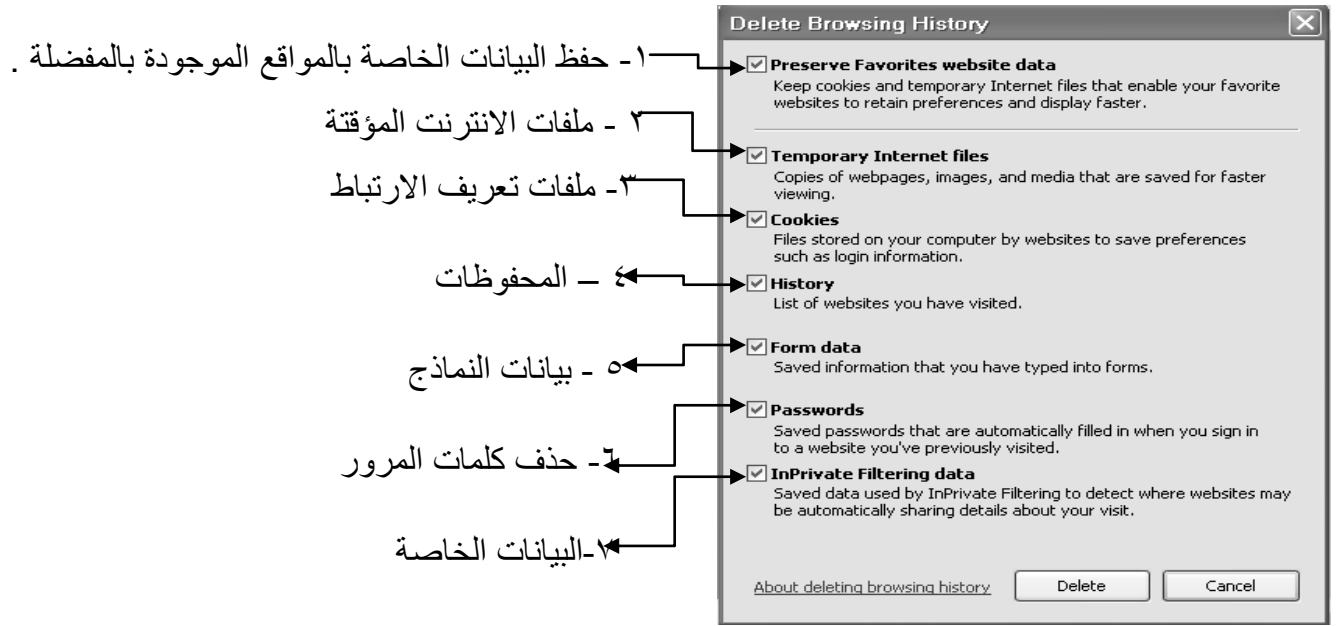 Delete Browsing History
١- حفظ البيانات الخاصة بالمواقع الموجودة بالمفضلة .
Preserve Favorites website data
Keep cookies and temporary Internet files that enable your favorite
websites to retain preferences and display faster.
٢ - ملفات الانترنت المؤقتة
Temporary Internet files
Copies of webpages, images, and media that are saved for faster
viewing.
٣- ملفات تعريف الارتباط
Cookies
Files stored on your computer by websites to save preferences
such as login information.
٤ – المحفوظات
History
List of websites you have visited.
٥ - بيانات النماذج
Form data
Saved information that you have typed into forms.
٦- حذف كلمات المرور
Passwords
Saved passwords that are automatically filled in when you sign in
to a website you've previously visited.
٧-البيانات الخاصة
InPrivate Filtering data
Saved data used by InPrivate Filtering to detect where websites may
be automatically sharing details about your visit.
About deleting browsing history
Delete
Cancel